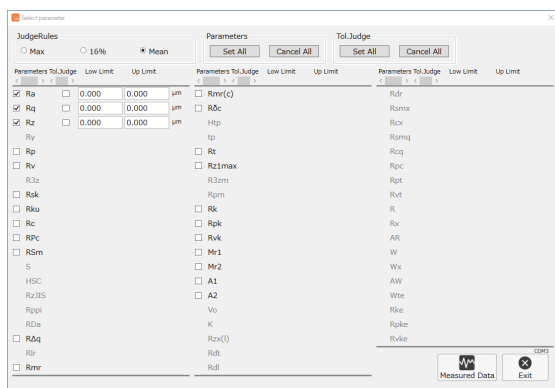 Select parameter
JudgeRules
Max
16%
Mean
Parameters
Set All
Cancel All
Tol.Judge
Set All
Cancel All
Parameters Tol.Judge Low Limit Up Limit
Ra 0.000 0.000 μm
Rq 0.000 0.000 μm
Rz 0.000 0.000 μm
Ry
Rp
Rv
R3z
Rsk
Rku
Rc
RPc
RSm
S
HSC
RzJIS
Rppi
RDa
RΔq
Rlr
Rmr
Parameters Tol.Judge Low Limit Up Limit
Rmr(c)
Rδc
Htp
tp
Rt
Rz1max
R3zm
Rpm
Rk
Rpk
Rvk
Mr1
Mr2
A1
A2
Vo
K
Rzx(l)
Rdt
Rdl
Parameters Tol.Judge Low Limit Up Limit
Rdr
Rsmx
Rcx
Rsmq
Rcq
Rpc
Rpt
Rvt
R
Rx
AR
W
Wx
AW
Wte
Rke
Rpke
Rvke
COM3
Measured Data
Exit